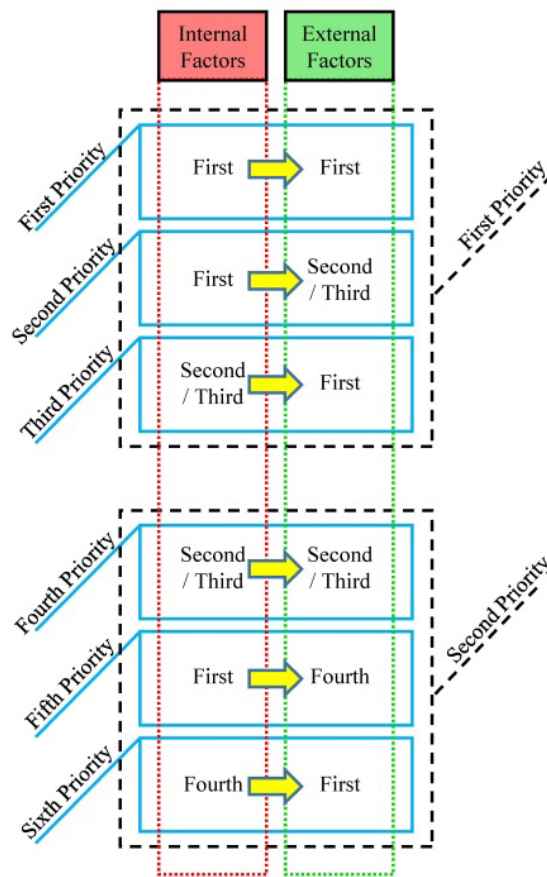 Internal
Factors
External
Factors
First Priority
First
First
Second Priority
First
Second
/ Third
Third Priority
Second
/ Third
First
First Priority
Fourth Priority
Second
/ Third
Second
/ Third
Fifth Priority
First
Fourth
Sixth Priority
Fourth
First
Second Priority